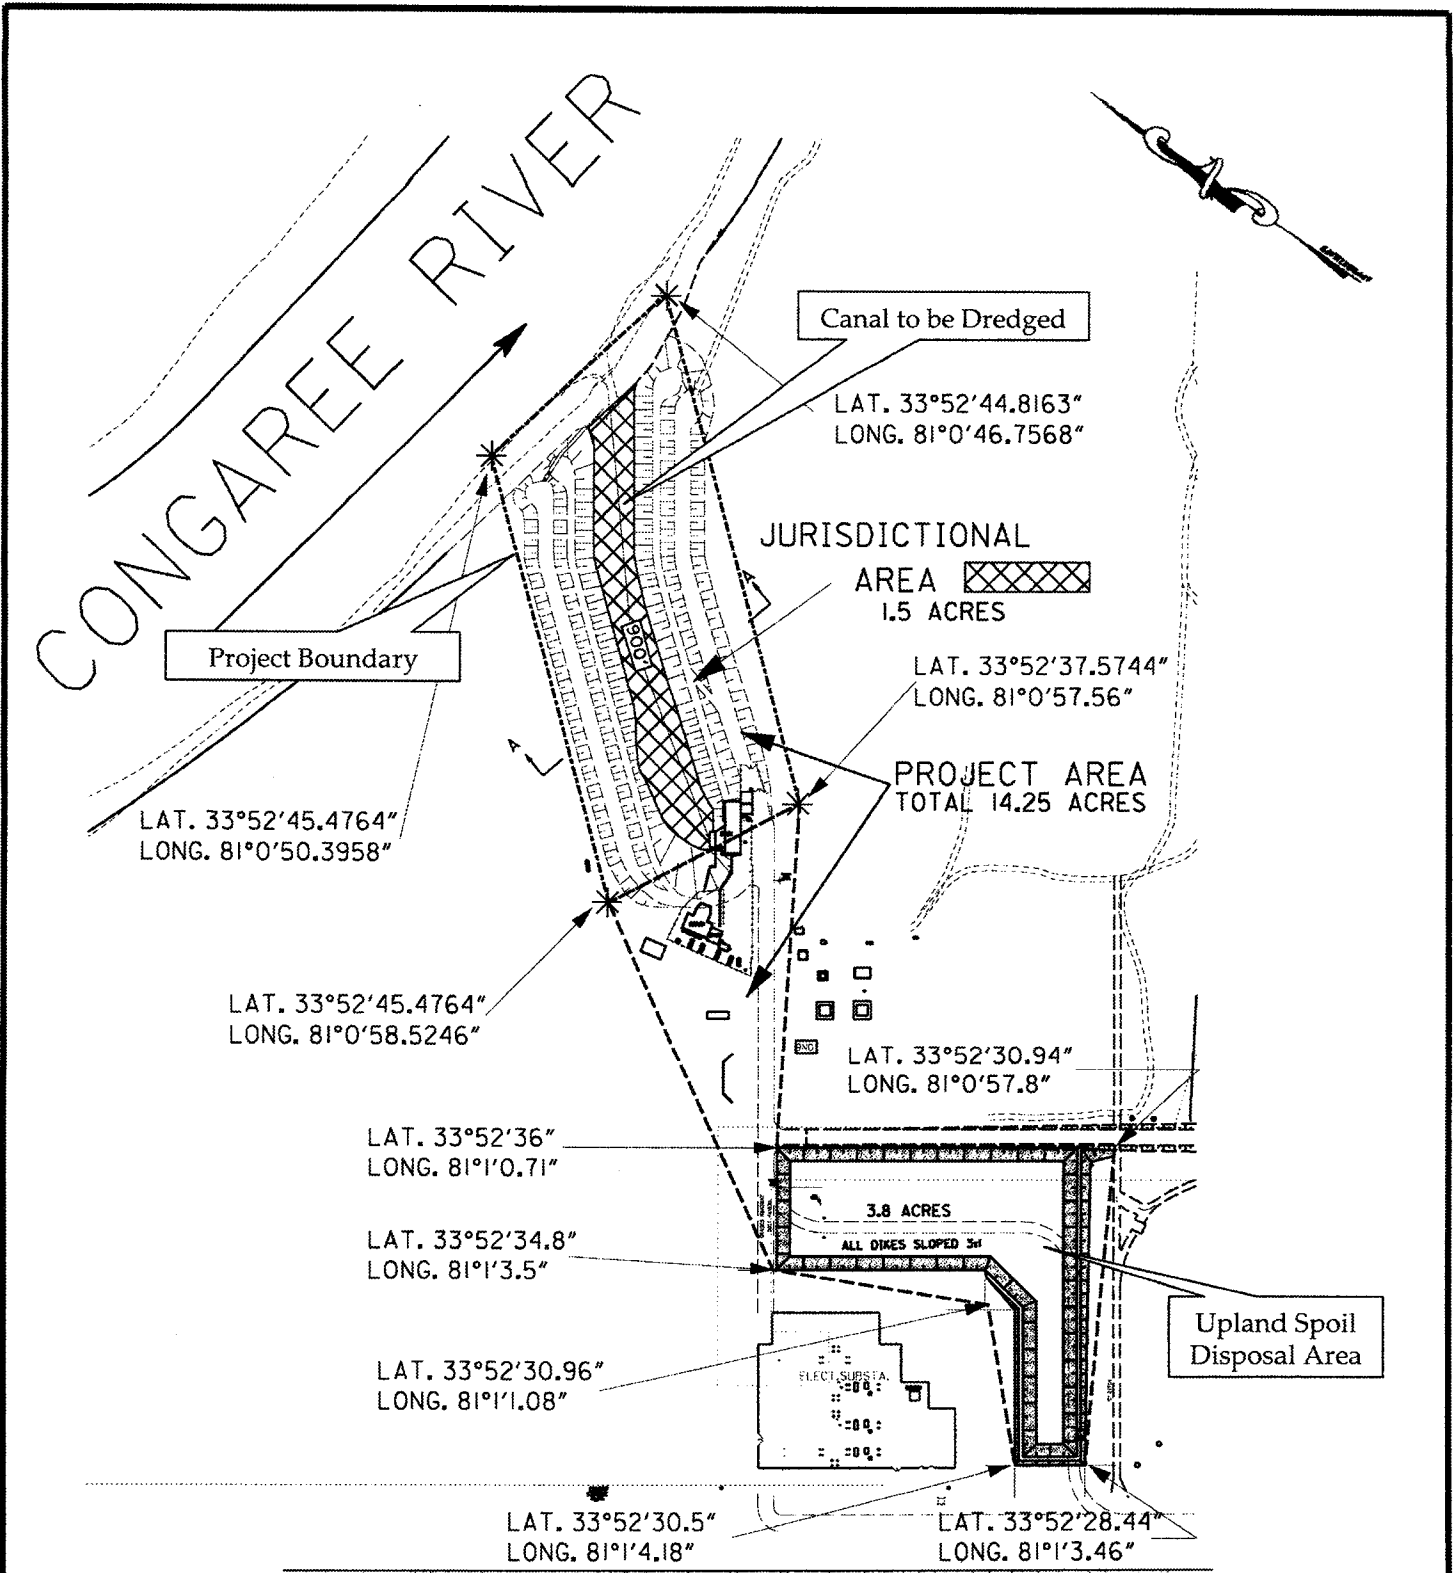 CONGAREE RIVER
Canal to be Dredged
LAT. 33°52'44.8163"
LONG. 81°0'46.7568"
JURISDICTIONAL
AREA
1.5 ACRES
Project Boundary
900'
A
A
LAT. 33°52'37.5744"
LONG. 81°0'57.56"
PROJECT AREA
TOTAL 14.25 ACRES
LAT. 33°52'45.4764"
LONG. 81°0'50.3958"
LAT. 33°52'45.4764"
LONG. 81°0'58.5246"
LAT. 33°52'30.94"
LONG. 81°0'57.8"
LAT. 33°52'36"
LONG. 81°1'0.71"
3.8 ACRES
ALL DIKES SLOPED 3:1
LAT. 33°52'34.8"
LONG. 81°1'3.5"
Upland Spoil
Disposal Area
LAT. 33°52'30.96"
LONG. 81°1'1.08"
ELECT.SUBSTA.
LAT. 33°52'30.5"
LONG. 81°1'4.18"
LAT. 33°52'28.44"
LONG. 81°1'3.46"